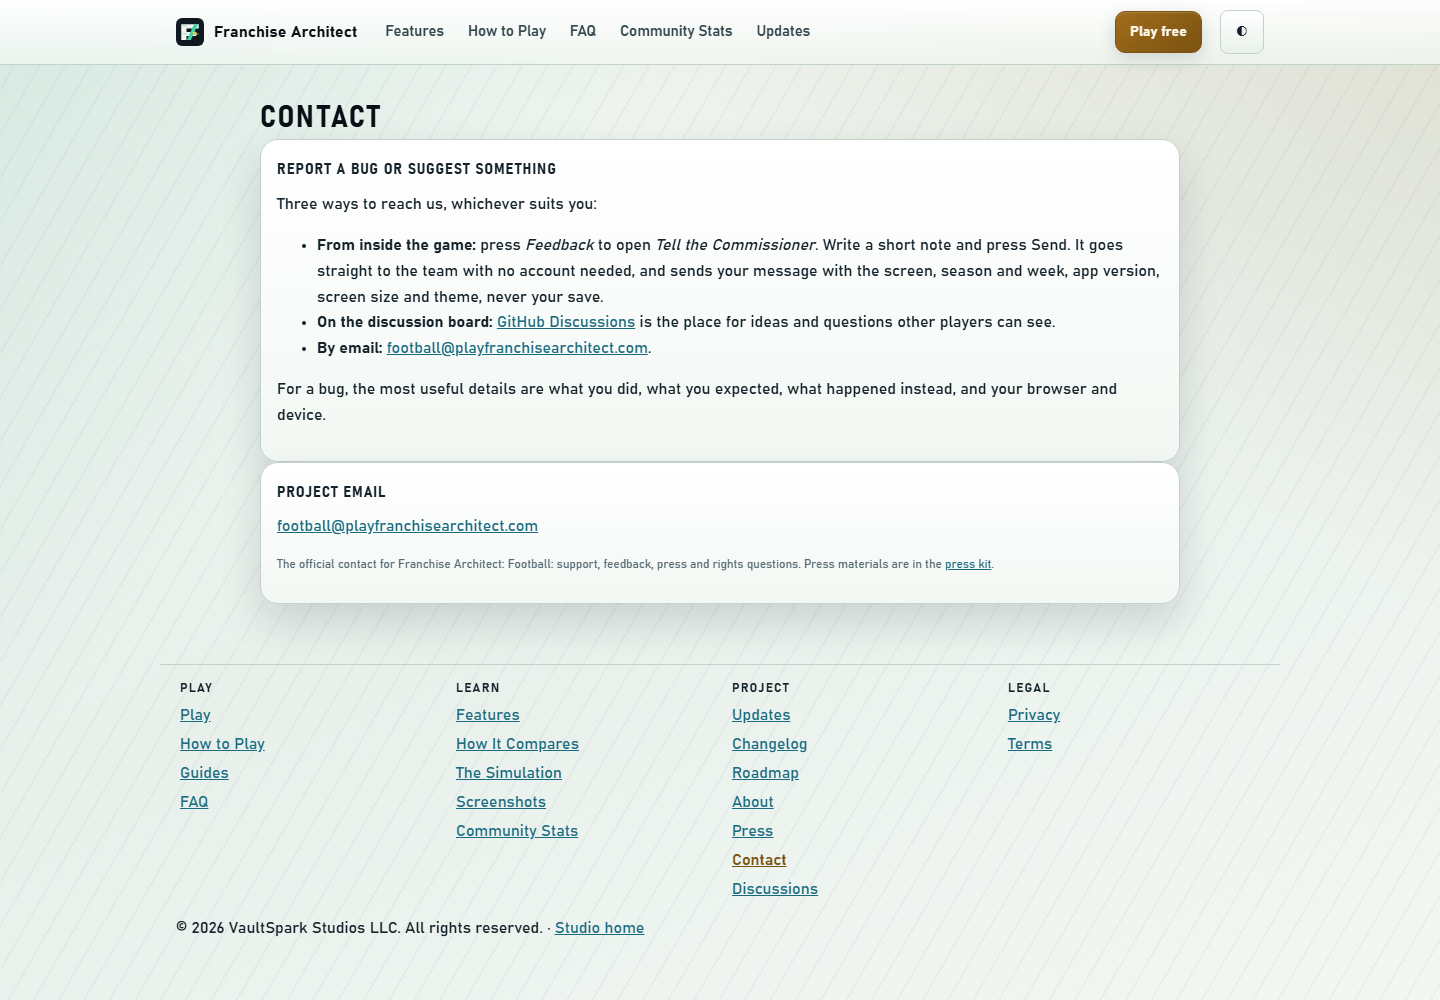 Franchise Architect
Features
How to Play
FAQ
Community Stats
Updates
Play free
CONTACT
REPORT A BUG OR SUGGEST SOMETHING
Three ways to reach us, whichever suits you:
• From inside the game: press Feedback to open Tell the Commissioner. Write a short note and press Send. It goes
straight to the team with no account needed, and sends your message with the screen, season and week, app version,
screen size and theme, never your save.
• On the discussion board: GitHub Discussions is the place for ideas and questions other players can see.
• By email: football@playfranchisearchitect.com.
For a bug, the most useful details are what you did, what you expected, what happened instead, and your browser and
device.
PROJECT EMAIL
football@playfranchisearchitect.com
The official contact for Franchise Architect: Football: support, feedback, press and rights questions. Press materials are in the press kit.
PLAY
Play
How to Play
Guides
FAQ
LEARN
Features
How It Compares
The Simulation
Screenshots
Community Stats
PROJECT
Updates
Changelog
Roadmap
About
Press
Contact
Discussions
LEGAL
Privacy
Terms
© 2026 VaultSpark Studios LLC. All rights reserved. · Studio home